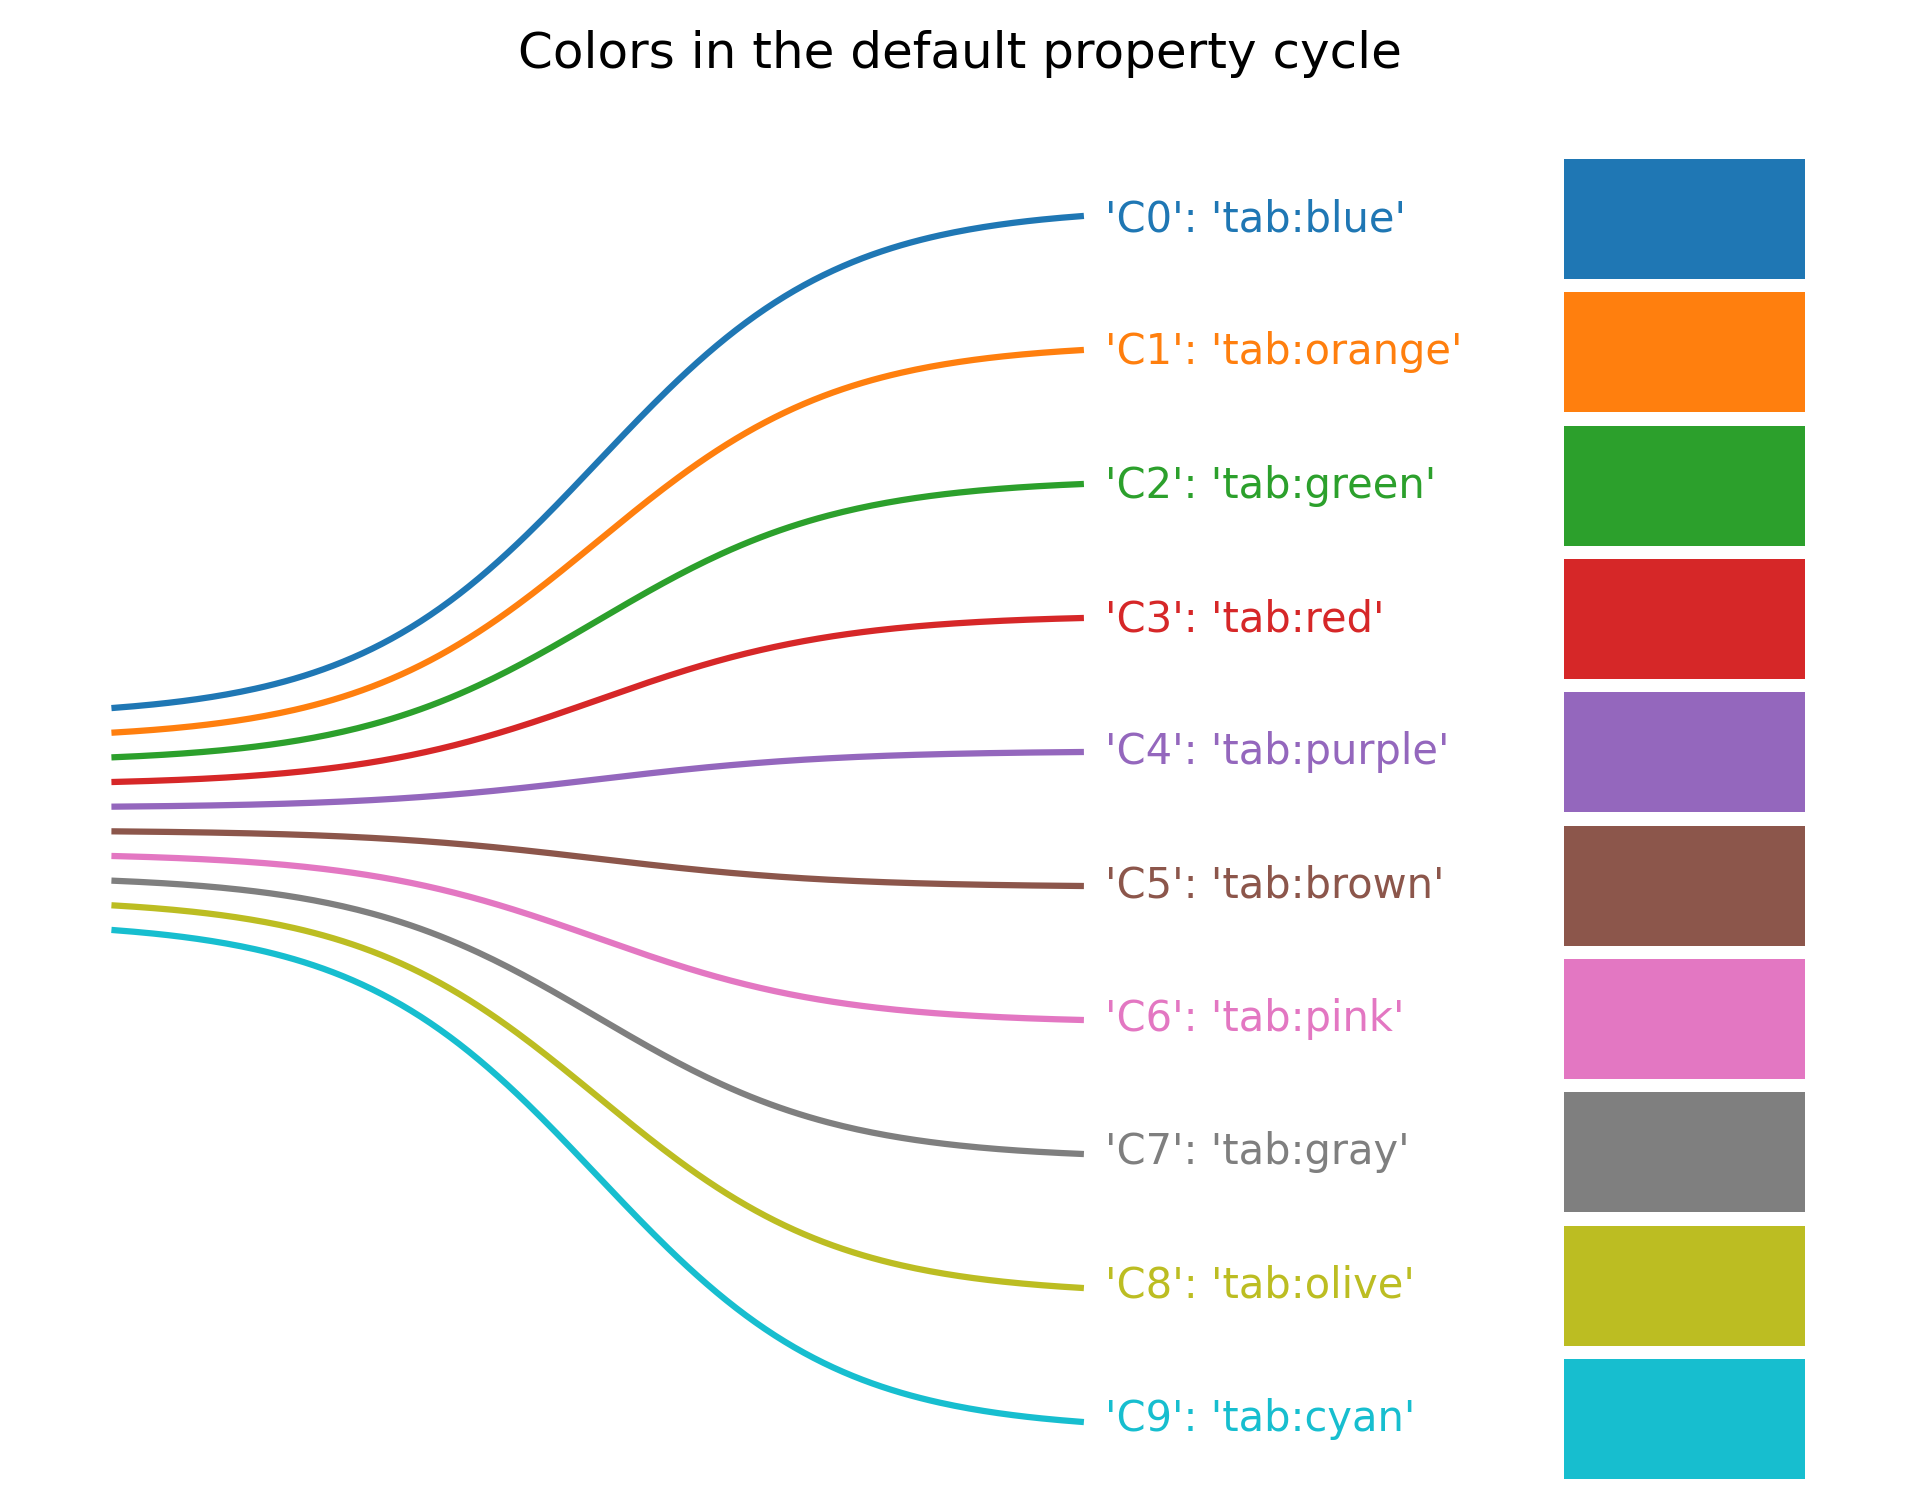 Colors in the default property cycle
'C0': 'tab:blue'
'C1': 'tab:orange'
'C2': 'tab:green'
'C3': 'tab:red'
'C4': 'tab:purple'
'C5': 'tab:brown'
'C6': 'tab:pink'
'C7': 'tab:gray'
'C8': 'tab:olive'
'C9': 'tab:cyan'